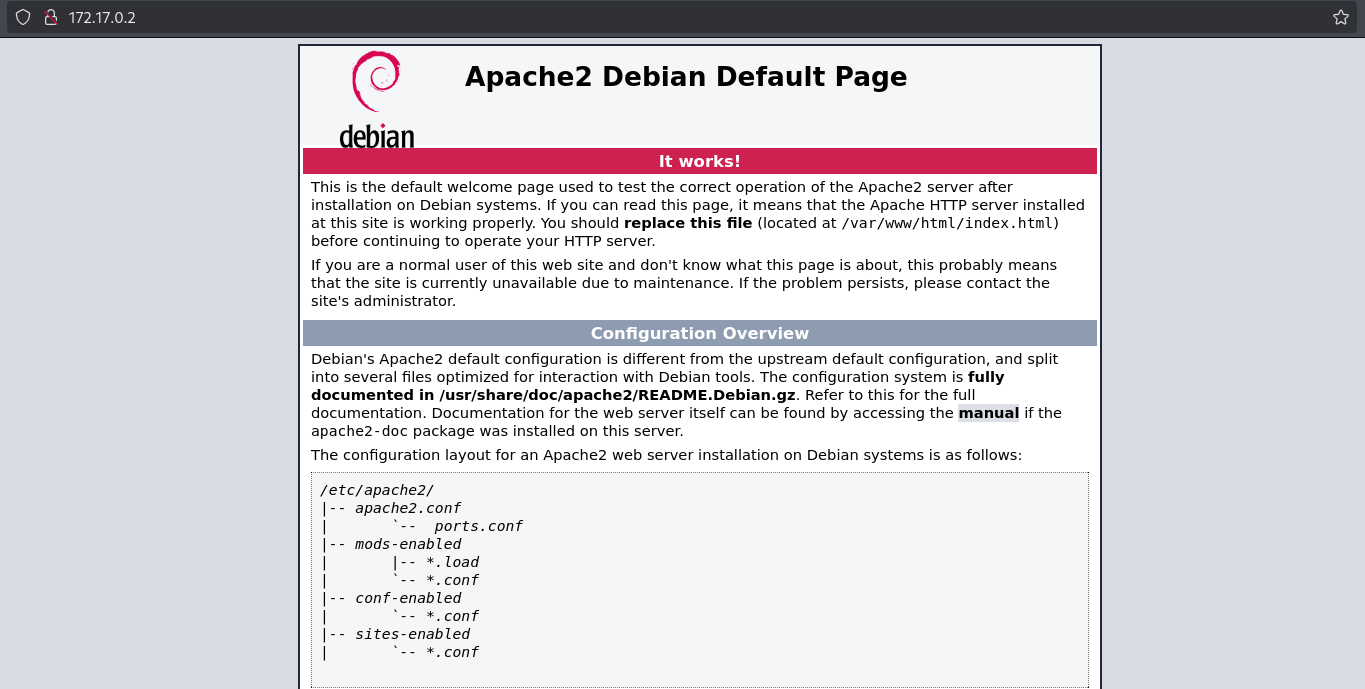 172.17.0.2
debian
Apache2 Debian Default Page
It works!
This is the default welcome page used to test the correct operation of the Apache2 server after
installation on Debian systems. If you can read this page, it means that the Apache HTTP server installed
at this site is working properly. You should replace this file (located at /var/www/html/index.html)
before continuing to operate your HTTP server.
If you are a normal user of this web site and don't know what this page is about, this probably means
that the site is currently unavailable due to maintenance. If the problem persists, please contact the
site's administrator.
Configuration Overview
Debian's Apache2 default configuration is different from the upstream default configuration, and split
into several files optimized for interaction with Debian tools. The configuration system is fully
documented in /usr/share/doc/apache2/README.Debian.gz. Refer to this for the full
documentation. Documentation for the web server itself can be found by accessing the manual if the
apache2-doc package was installed on this server.
The configuration layout for an Apache2 web server installation on Debian systems is as follows:
/etc/apache2/
|-- apache2.conf
|       `--  ports.conf
|-- mods-enabled
|       |-- *.load
|       `-- *.conf
|-- conf-enabled
|       `-- *.conf
|-- sites-enabled
|       `-- *.conf